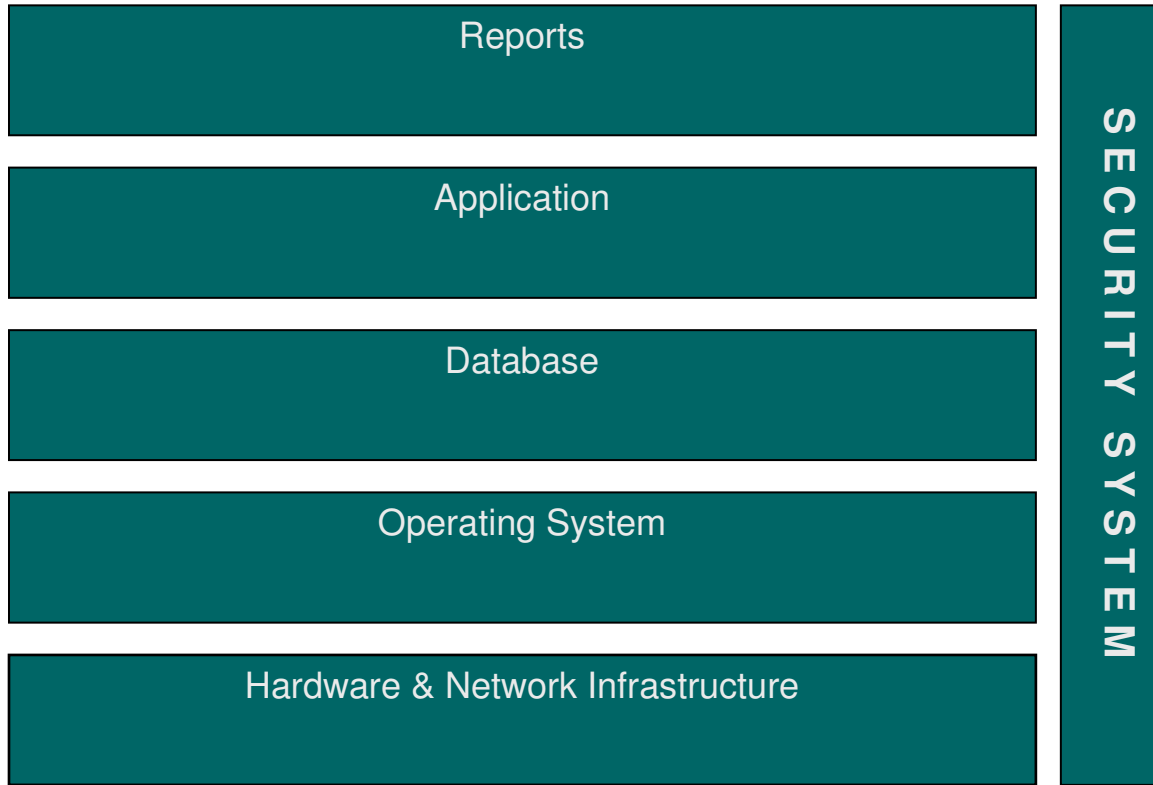 Reports
Application
Database
Operating System
Hardware & Network Infrastructure
SECURITY SYSTEM